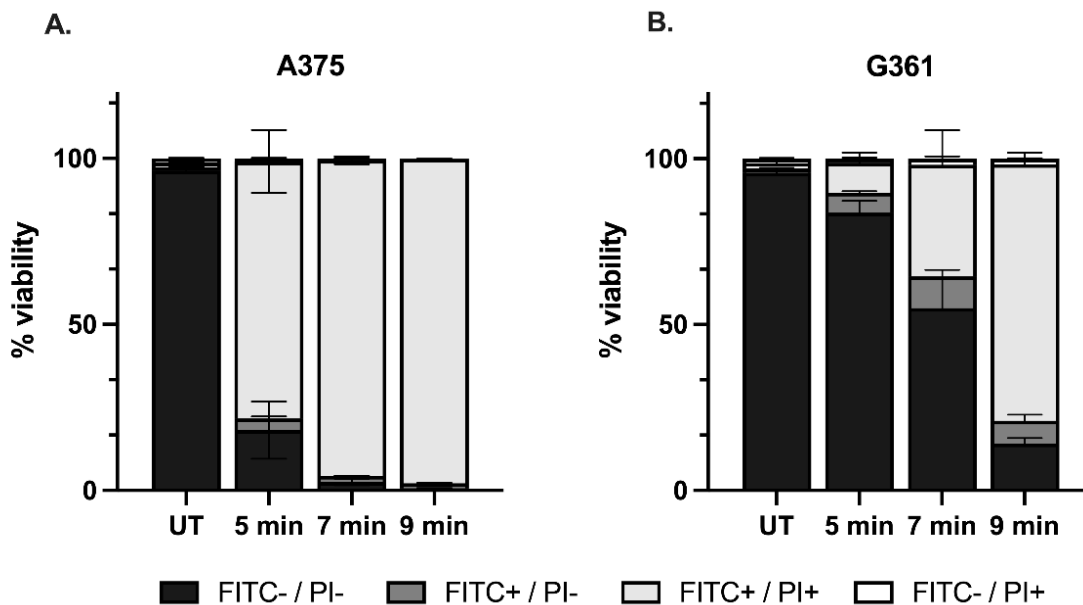 A.
A375
% viability
100
50
0
UT 5 min 7 min 9 min
B.
G361
% viability
100
50
0
UT 5 min 7 min 9 min
FITC- / PI- FITC+ / PI- FITC+ / PI+ FITC- / PI+